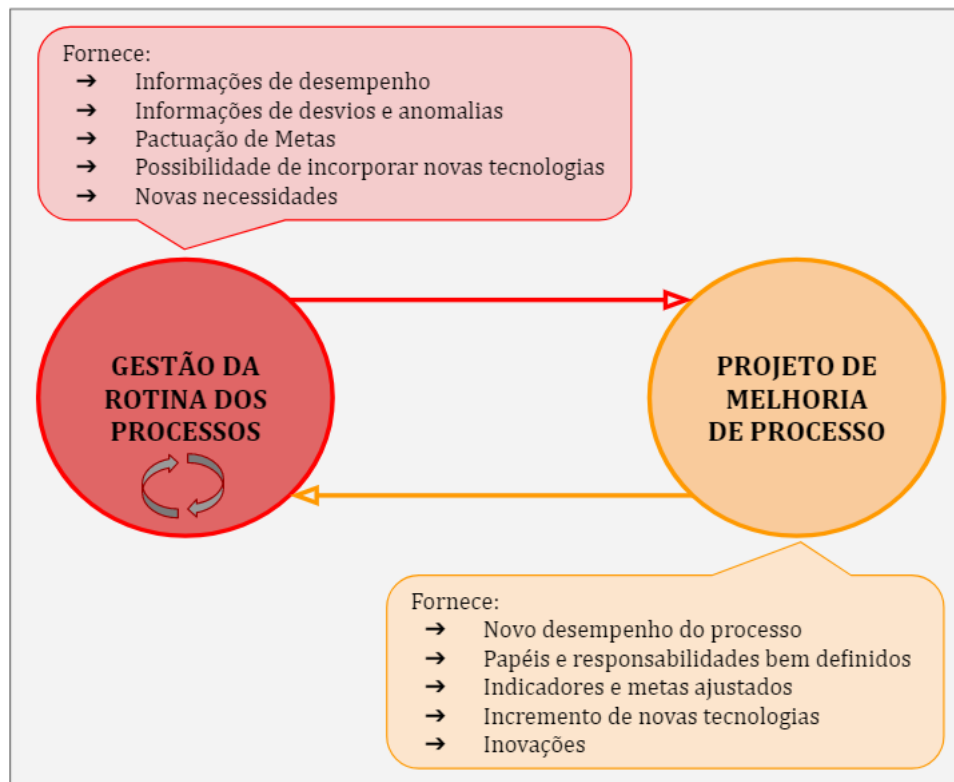 Fornece:
➔ Informações de desempenho
➔ Informações de desvios e anomalias
➔ Pactuação de Metas
➔ Possibilidade de incorporar novas tecnologias
➔ Novas necessidades
GESTÃO DA
ROTINA DOS
PROCESSOS
PROJETO DE
MELHORIA
DE PROCESSO
Fornece:
➔ Novo desempenho do processo
➔ Papéis e responsabilidades bem definidos
➔ Indicadores e metas ajustados
➔ Incremento de novas tecnologias
➔ Inovações